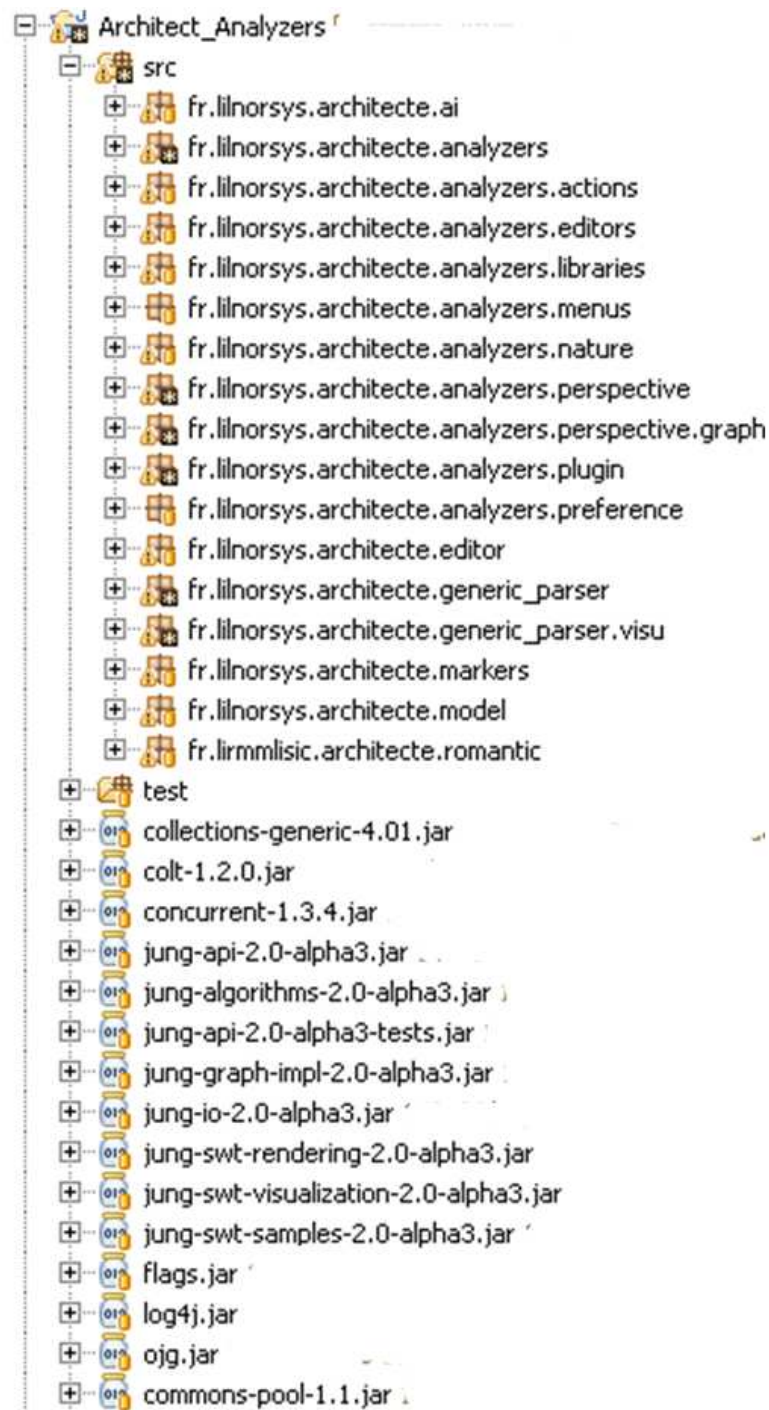 Architect_Analyzers
src
fr.lilnorsys.architecte.ai
fr.lilnorsys.architecte.analyzers
fr.lilnorsys.architecte.analyzers.actions
fr.lilnorsys.architecte.analyzers.editors
fr.lilnorsys.architecte.analyzers.libraries
fr.lilnorsys.architecte.analyzers.menus
fr.lilnorsys.architecte.analyzers.nature
fr.lilnorsys.architecte.analyzers.perspective
fr.lilnorsys.architecte.analyzers.perspective.graph
fr.lilnorsys.architecte.analyzers.plugin
fr.lilnorsys.architecte.analyzers.preference
fr.lilnorsys.architecte.editor
fr.lilnorsys.architecte.generic_parser
fr.lilnorsys.architecte.generic_parser.visu
fr.lilnorsys.architecte.markers
fr.lilnorsys.architecte.model
fr.lirmmlisic.architecte.romantic
test
collections-generic-4.01.jar
colt-1.2.0.jar
concurrent-1.3.4.jar
jung-api-2.0-alpha3.jar
jung-algorithms-2.0-alpha3.jar
jung-api-2.0-alpha3-tests.jar
jung-graph-impl-2.0-alpha3.jar
jung-io-2.0-alpha3.jar
jung-swt-rendering-2.0-alpha3.jar
jung-swt-visualization-2.0-alpha3.jar
jung-swt-samples-2.0-alpha3.jar
flags.jar
log4j.jar
ojg.jar
commons-pool-1.1.jar